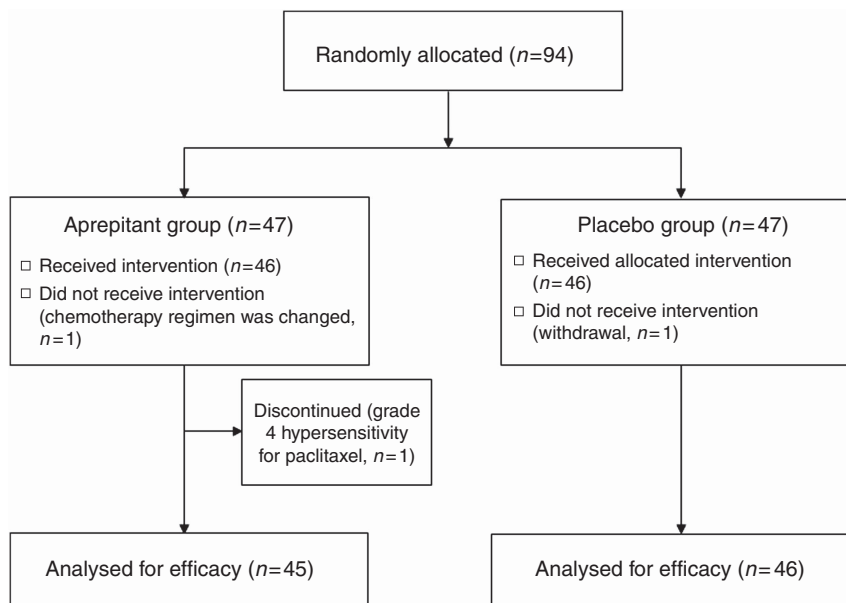 Randomly allocated (n=94)
Aprepitant group (n=47)
□ Received intervention (n=46)
□ Did not receive intervention
(chemotherapy regimen was changed,
n=1)
Placebo group (n=47)
□ Received allocated intervention
(n=46)
□ Did not receive intervention
(withdrawal, n=1)
Discontinued (grade
4 hypersensitivity
for paclitaxel, n=1)
Analysed for efficacy (n=45)
Analysed for efficacy (n=46)